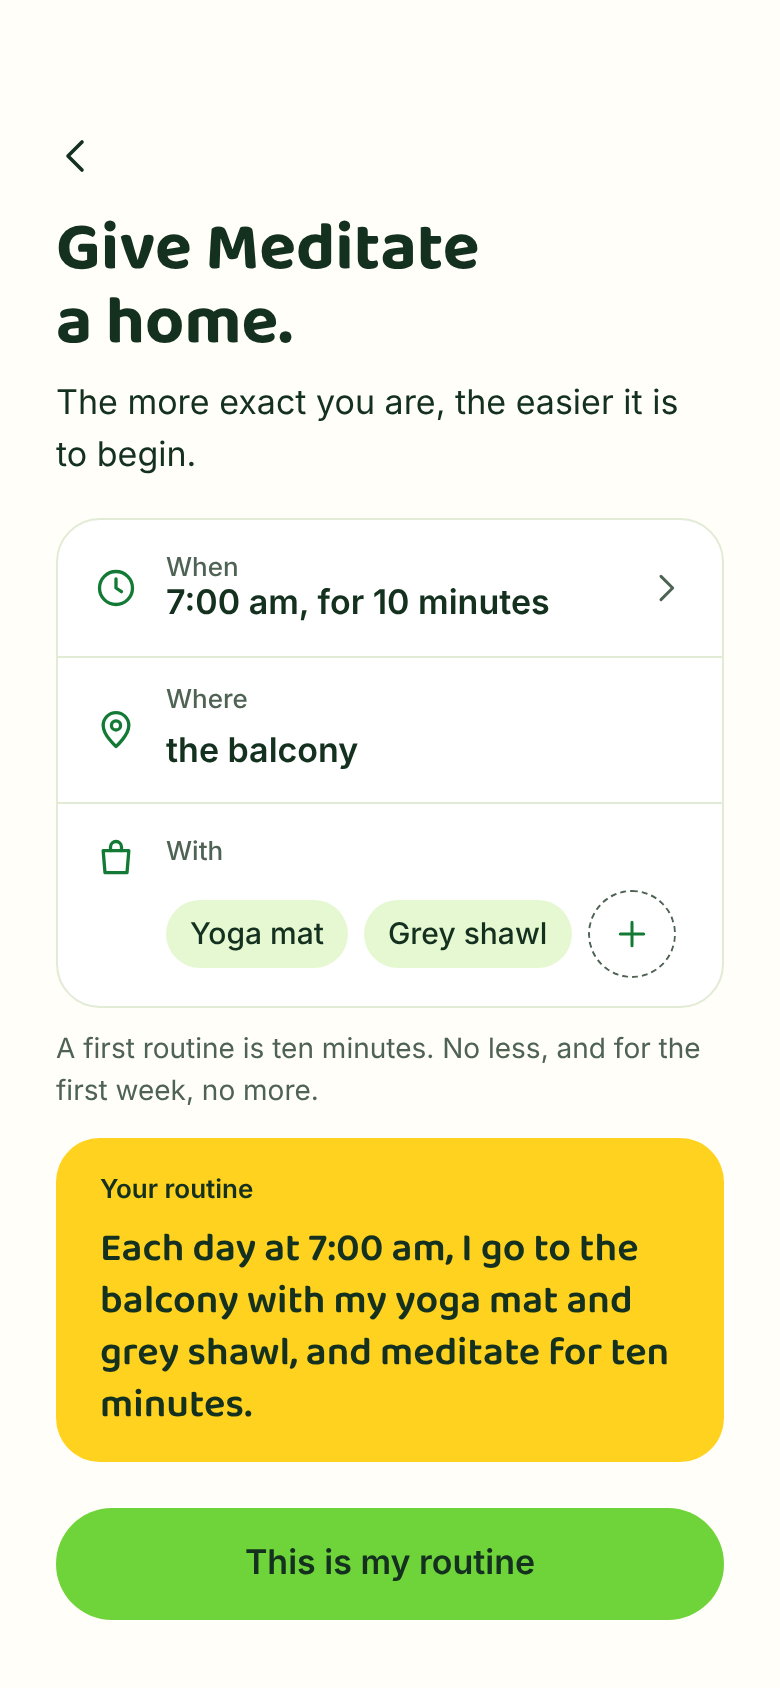 Give Meditate
a home.
The more exact you are, the easier it is
to begin.
When
7:00 am, for 10 minutes
Where
the balcony
With
Yoga mat
Grey shawl
A first routine is ten minutes. No less, and for the
first week, no more.
Your routine
Each day at 7:00 am, I go to the
balcony with my yoga mat and
grey shawl, and meditate for ten
minutes.
This is my routine